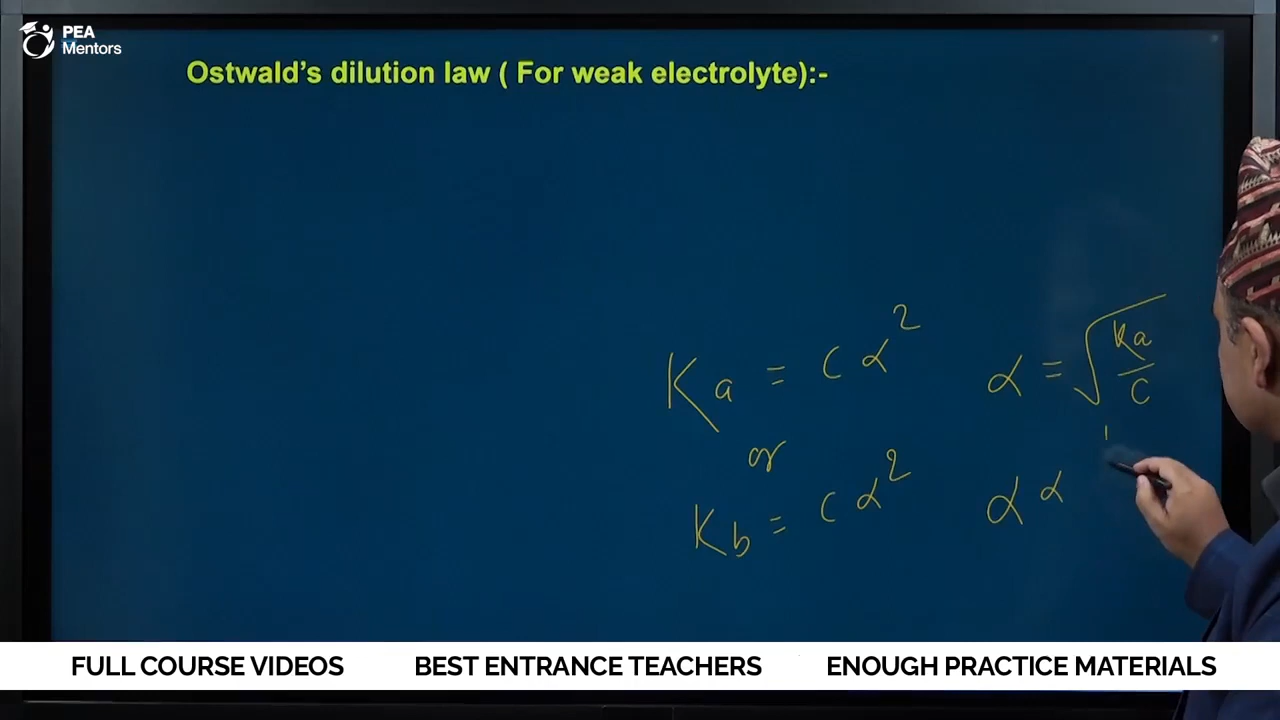 PEA
Mentors
Ostwald's dilution law ( For weak electrolyte):-
Ka = cα² α = √Ka/C
or
Kb = cα² α ∝ 1
FULL COURSE VIDEOS BEST ENTRANCE TEACHERS ENOUGH PRACTICE MATERIALS